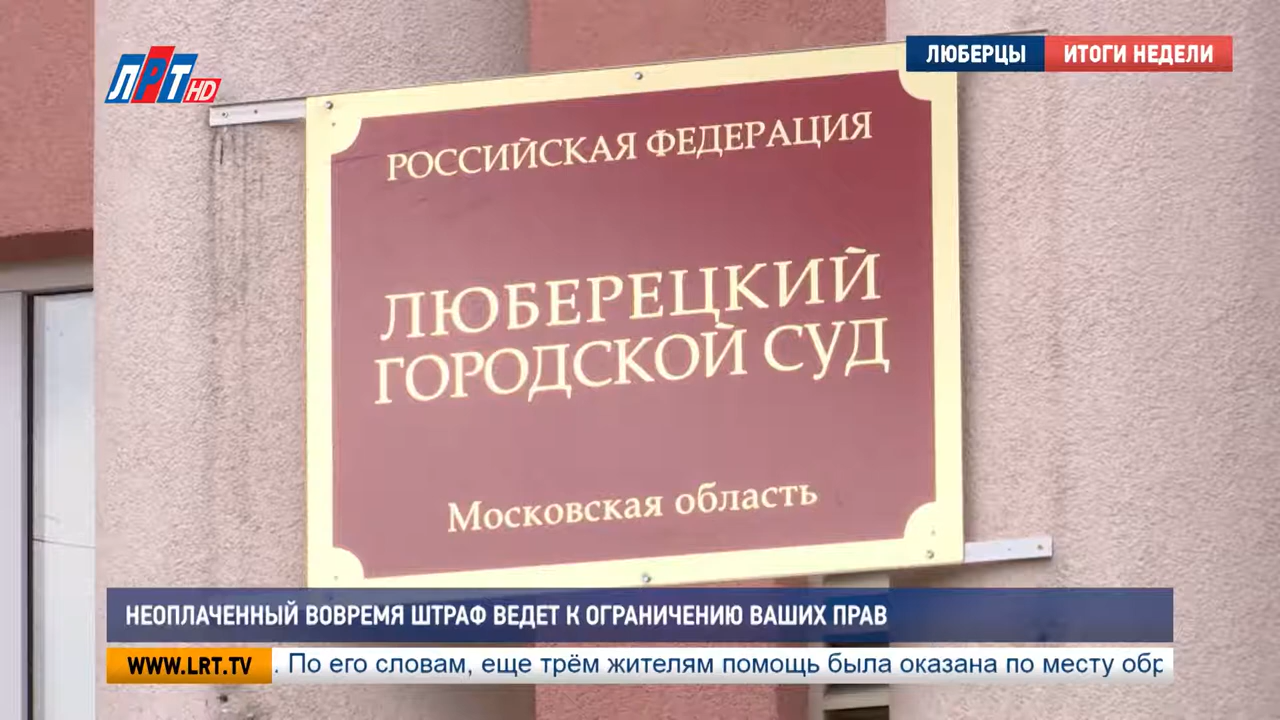 ЛРТ HD
ЛЮБЕРЦЫ ИТОГИ НЕДЕЛИ
РОССИЙСКАЯ ФЕДЕРАЦИЯ
ЛЮБЕРЕЦКИЙ
ГОРОДСКОЙ СУД
Московская область
НЕОПЛАЧЕННЫЙ ВОВРЕМЯ ШТРАФ ВЕДЕТ К ОГРАНИЧЕНИЮ ВАШИХ ПРАВ
WWW.LRT.TV . По его словам, еще трём жителям помощь была оказана по месту обр